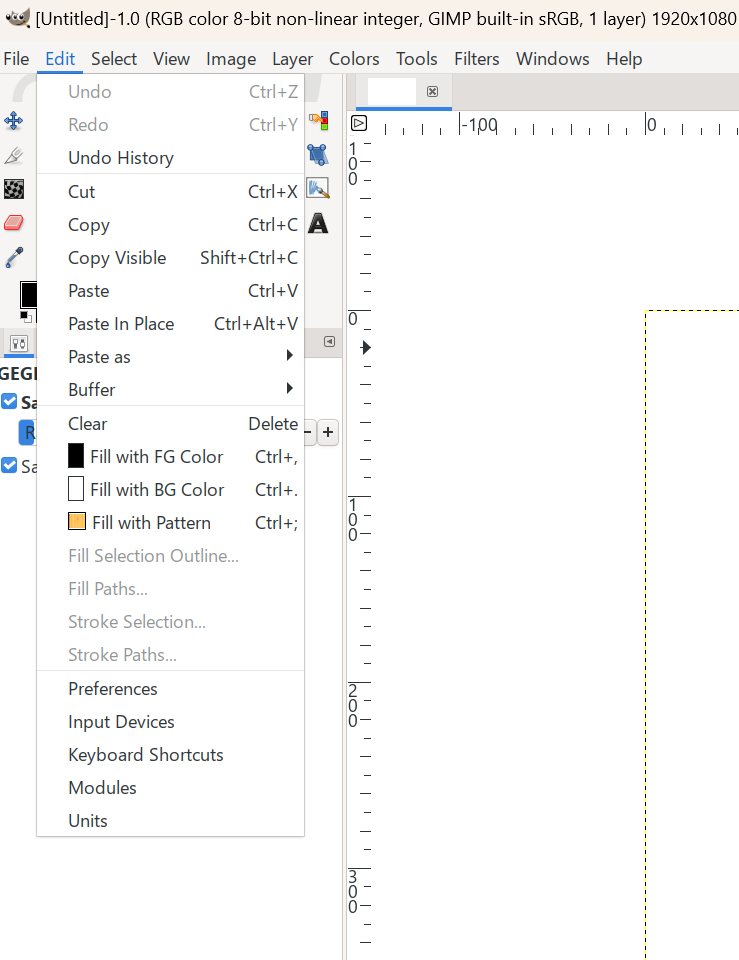 [Untitled]-1.0 (RGB color 8-bit non-linear integer, GIMP built-in sRGB, 1 layer) 1920x1080
File Edit Select View Image Layer Colors Tools Filters Windows Help
Undo Ctrl+Z
Redo Ctrl+Y
Undo History
Cut Ctrl+X
Copy Ctrl+C
Copy Visible Shift+Ctrl+C
Paste Ctrl+V
Paste In Place Ctrl+Alt+V
Paste as
Buffer
Clear Delete
Fill with FG Color Ctrl+,
Fill with BG Color Ctrl+.
Fill with Pattern Ctrl+;
Fill Selection Outline...
Fill Paths...
Stroke Selection...
Stroke Paths...
Preferences
Input Devices
Keyboard Shortcuts
Modules
Units
-100 0
100
0
100
200
300